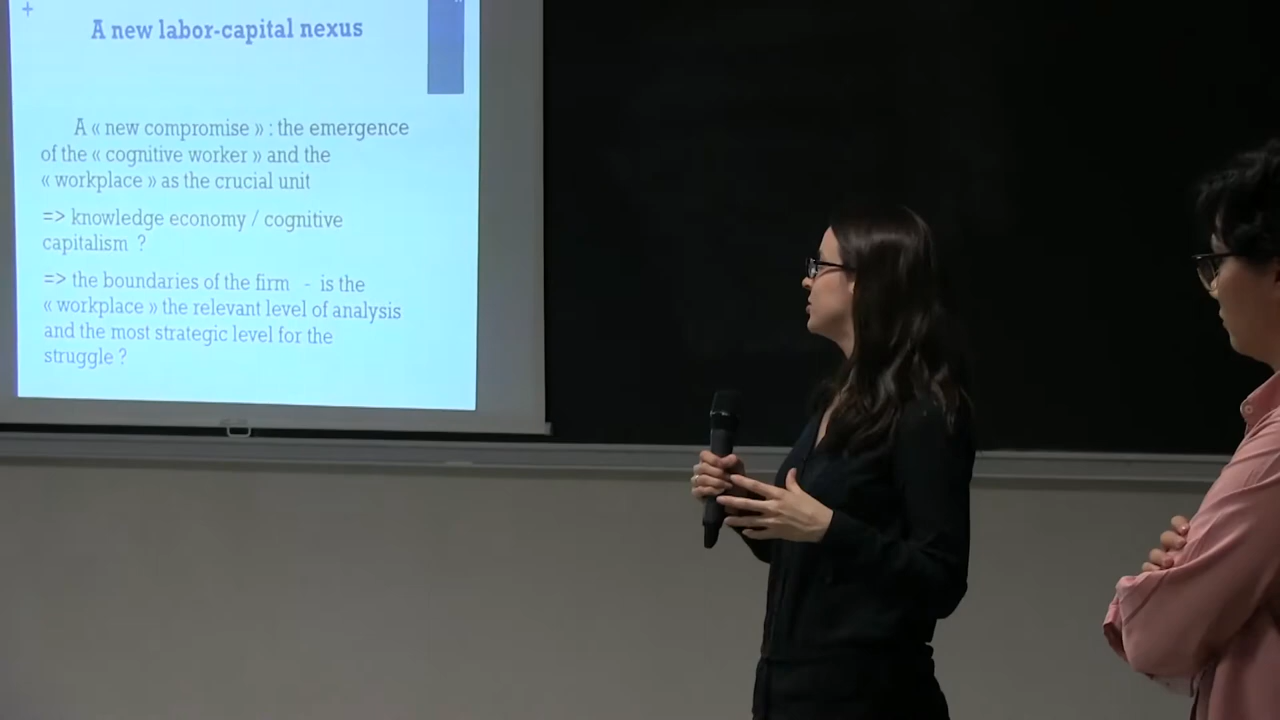 A new labor-capital nexus
A « new compromise » : the emergence
of the « cognitive worker » and the
« workplace » as the crucial unit
=> knowledge economy / cognitive
capitalism ?
=> the boundaries of the firm - is the
« workplace » the relevant level of analysis
and the most strategic level for the
struggle ?